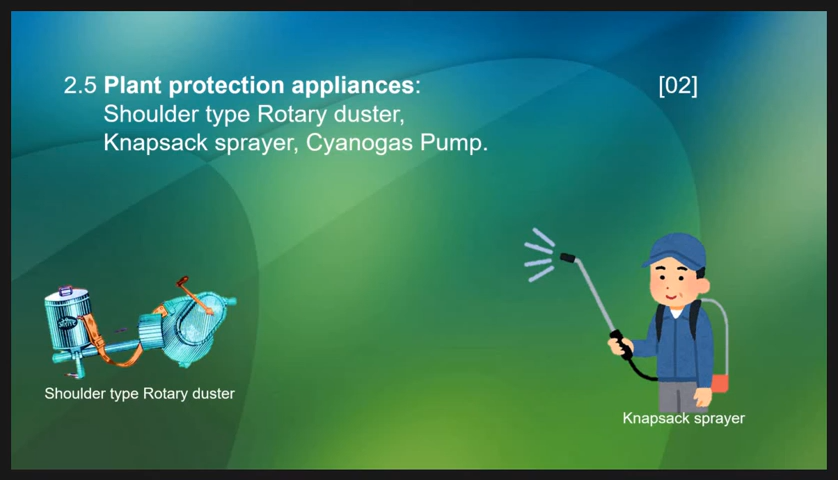 2.5 Plant protection appliances: [02]
Shoulder type Rotary duster,
Knapsack sprayer, Cyanogas Pump.
Shoulder type Rotary duster
Knapsack sprayer